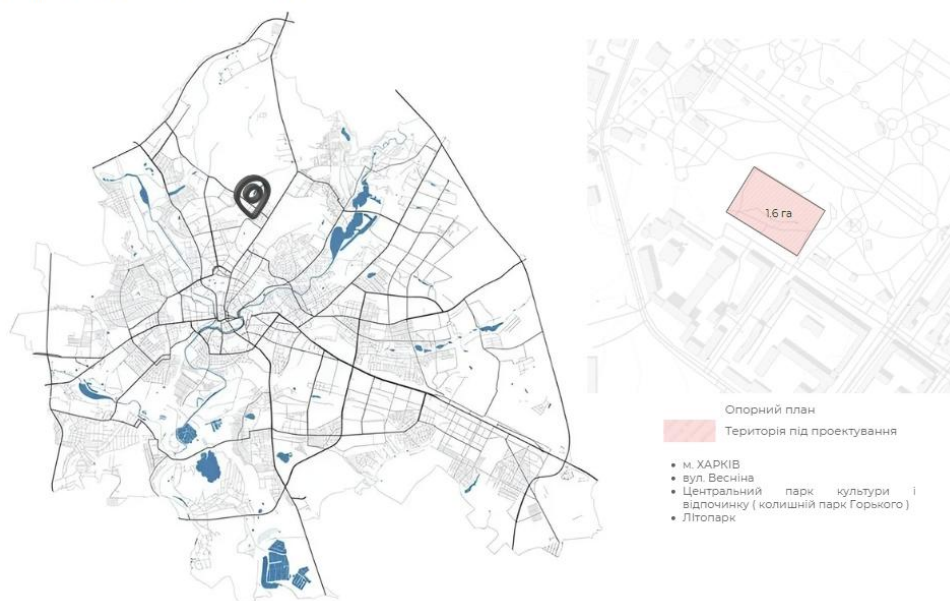 1,6 га
Опорний план
Територія під проектування
• м. ХАРКІВ
• вул. Весніна
• Центральний парк культури і
відпочинку ( колишній парк Горького )
• Літопарк